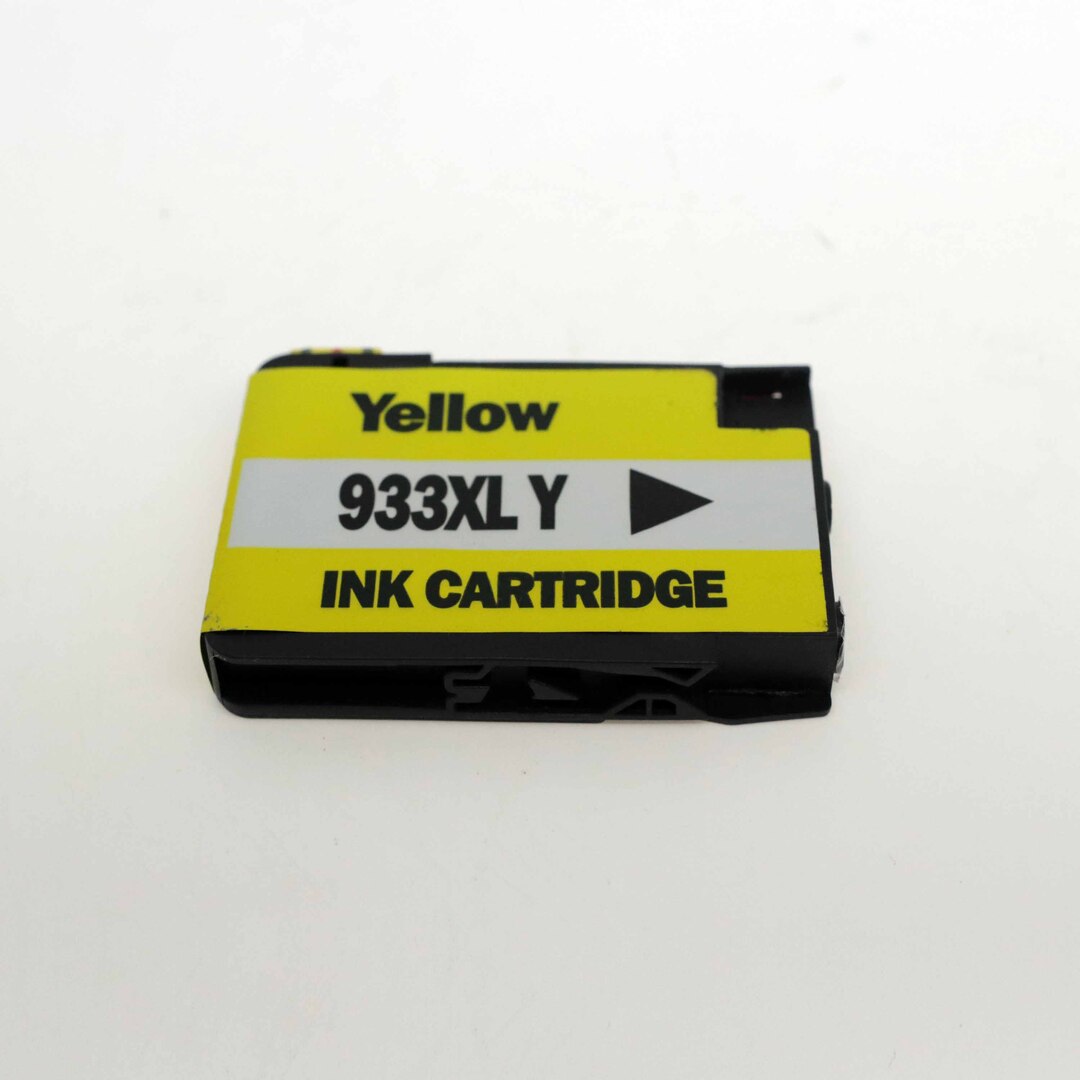 Yellow
933XL Y
INK CARTRIDGE